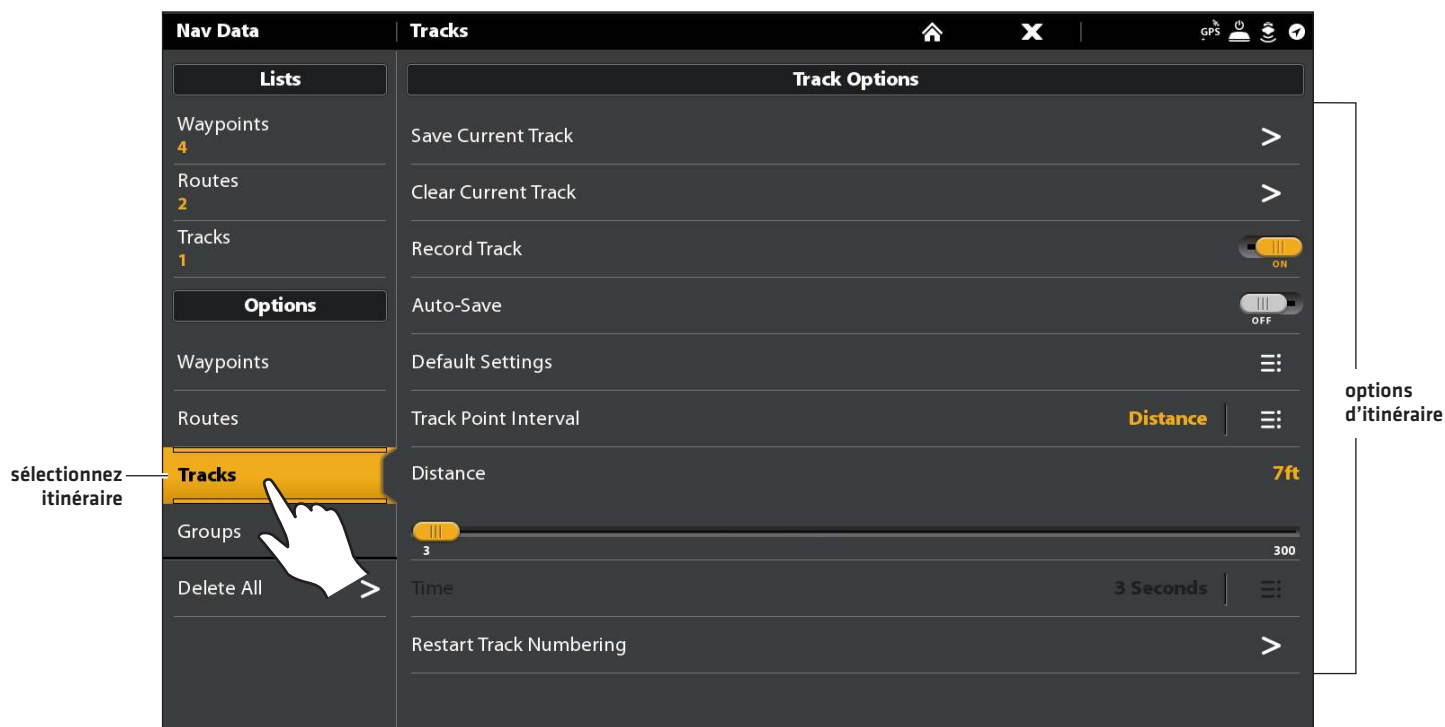 Nav Data
Tracks
GPS
Lists
Waypoints
4
Routes
2
Tracks
1
Options
Waypoints
Routes
Tracks
Groups
Delete All
Track Options
Save Current Track
Clear Current Track
Record Track
ON
Auto-Save
OFF
Default Settings
Track Point Interval Distance
Distance 7ft
3 300
Time 3 Seconds
Restart Track Numbering
sélectionnez
itinéraire
options
d’itinéraire